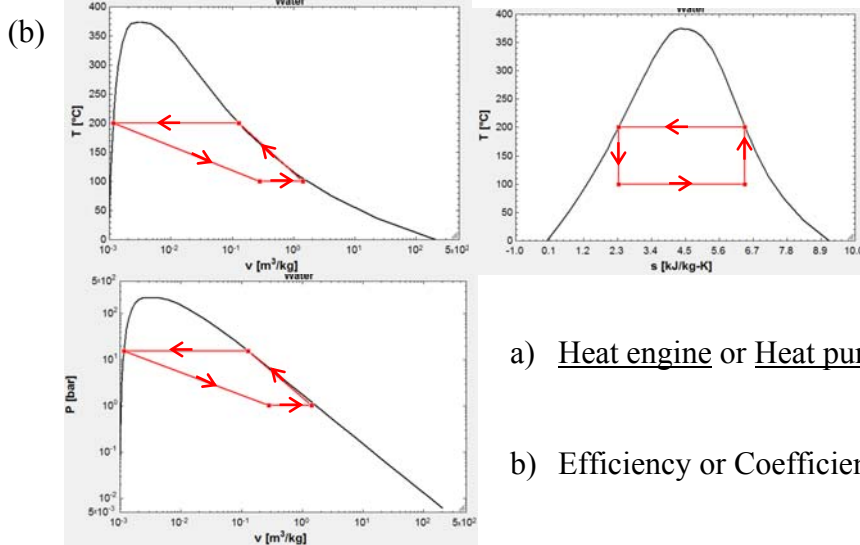 (b)
Water
400
350
300
250
200
150
100
50
0
T [°C]
10-3
10-2
10-1
100
101
102
5x102
v [m3/kg]
Water
400
350
300
250
200
150
100
50
0
T [°C]
-1.0
0.1
1.2
2.3
3.4
4.5
5.6
6.7
7.8
8.9
10.0
s [kJ/kg-K]
Water
5x102
102
101
100
10-1
10-2
5x10-3
P [bar]
10-3
10-2
10-1
100
101
102
5x102
v [m3/kg]
a) Heat engine or Heat pur
b) Efficiency or Coefficien